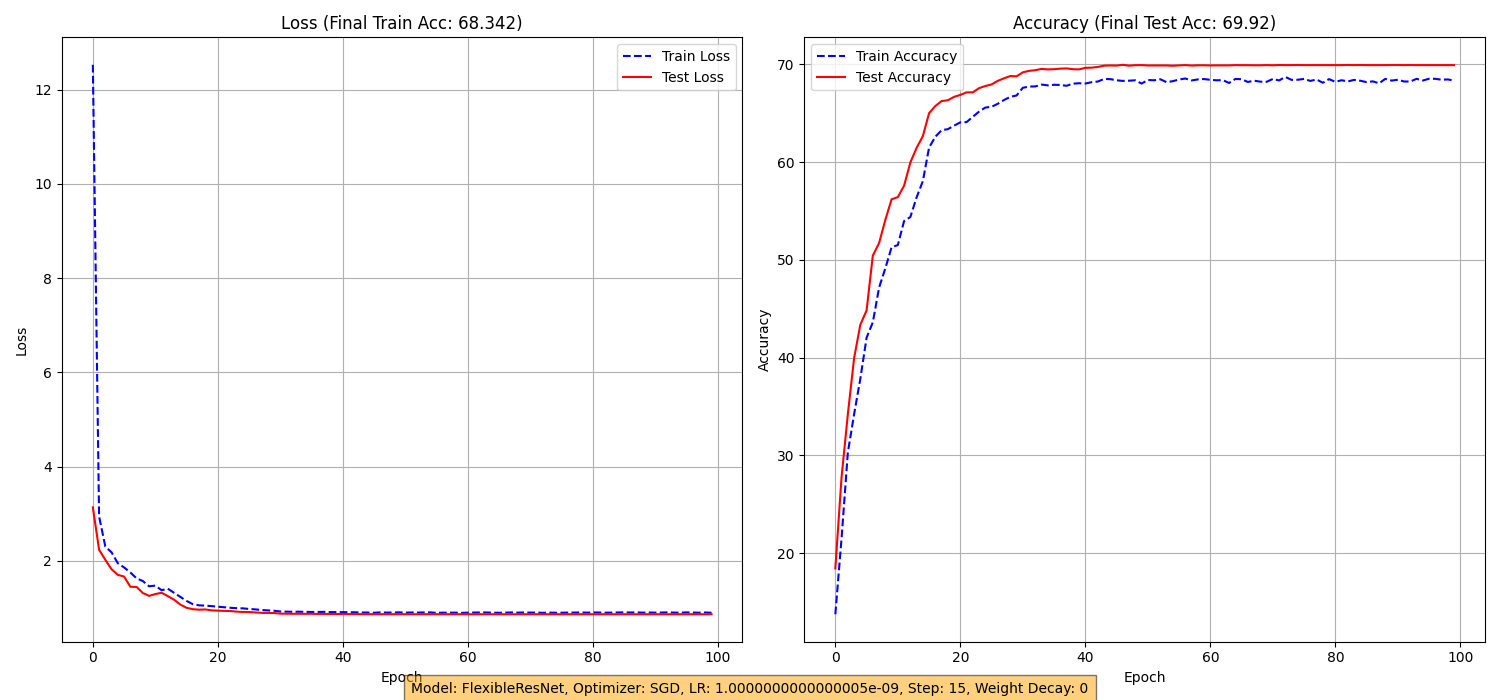 Loss (Final Train Acc: 68.342)
Train Loss
Test Loss
Loss
12
10
8
6
4
2
0
20
40
60
80
100
Epoch
Accuracy (Final Test Acc: 69.92)
Train Accuracy
Test Accuracy
Accuracy
70
60
50
40
30
20
0
20
40
60
80
100
Epoch
Model: FlexibleResNet, Optimizer: SGD, LR: 1.0000000000000005e-09, Step: 15, Weight Decay: 0